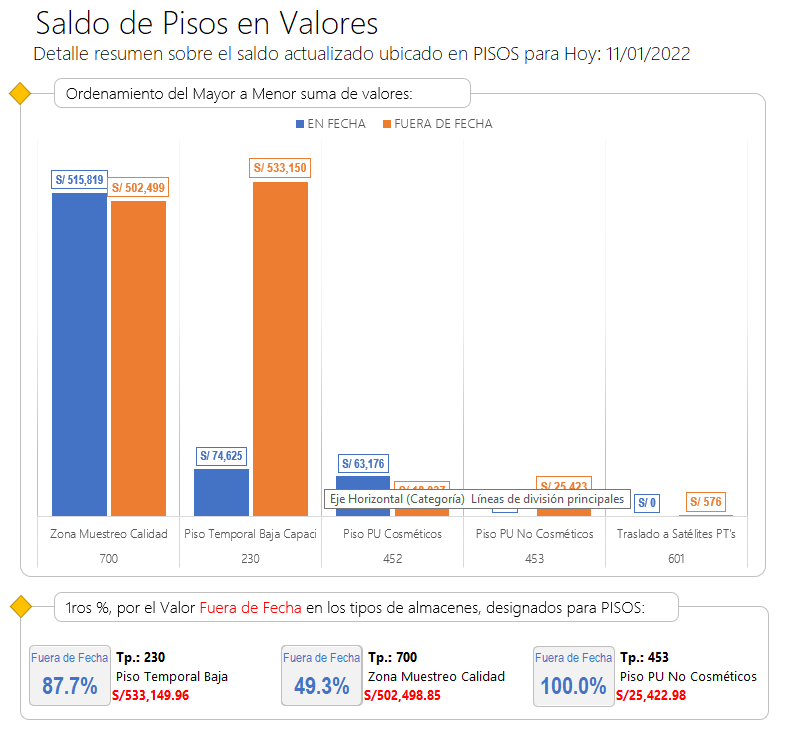 Saldo de Pisos en Valores
Detalle resumen sobre el saldo actualizado ubicado en PISOS para Hoy: 11/01/2022
Ordenamiento del Mayor a Menor suma de valores:
EN FECHA FUERA DE FECHA
S/ 515,819
S/ 502,499
S/ 74,625
S/ 533,150
S/ 63,176
S/ 25,423
S/ 0
S/ 576
Eje Horizontal (Categoría) Líneas de división principales
Zona Muestreo Calidad Piso Temporal Baja Capaci Piso PU Cosméticos Piso PU No Cosméticos Traslado a Satélites PT's
700 230 452 453 601
1ros %, por el Valor Fuera de Fecha en los tipos de almacenes, designados para PISOS:
Fuera de Fecha
87.7%
Tp.: 230
Piso Temporal Baja
S/533,149.96
Fuera de Fecha
49.3%
Tp.: 700
Zona Muestreo Calidad
S/502,498.85
Fuera de Fecha
100.0%
Tp.: 453
Piso PU No Cosméticos
S/25,422.98